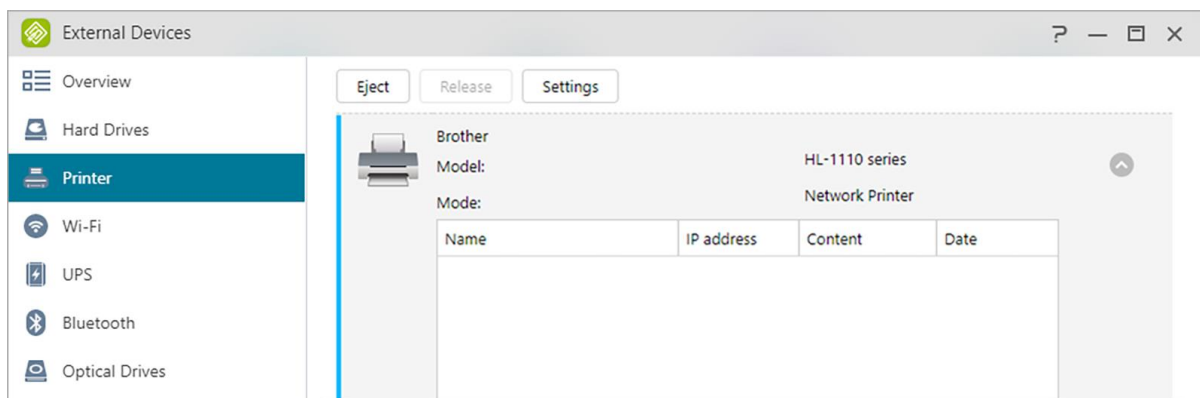 External Devices
Overview
Hard Drives
Printer
Wi-Fi
UPS
Bluetooth
Optical Drives
Eject Release Settings
Brother
Model: HL-1110 series
Mode: Network Printer
Name IP address Content Date